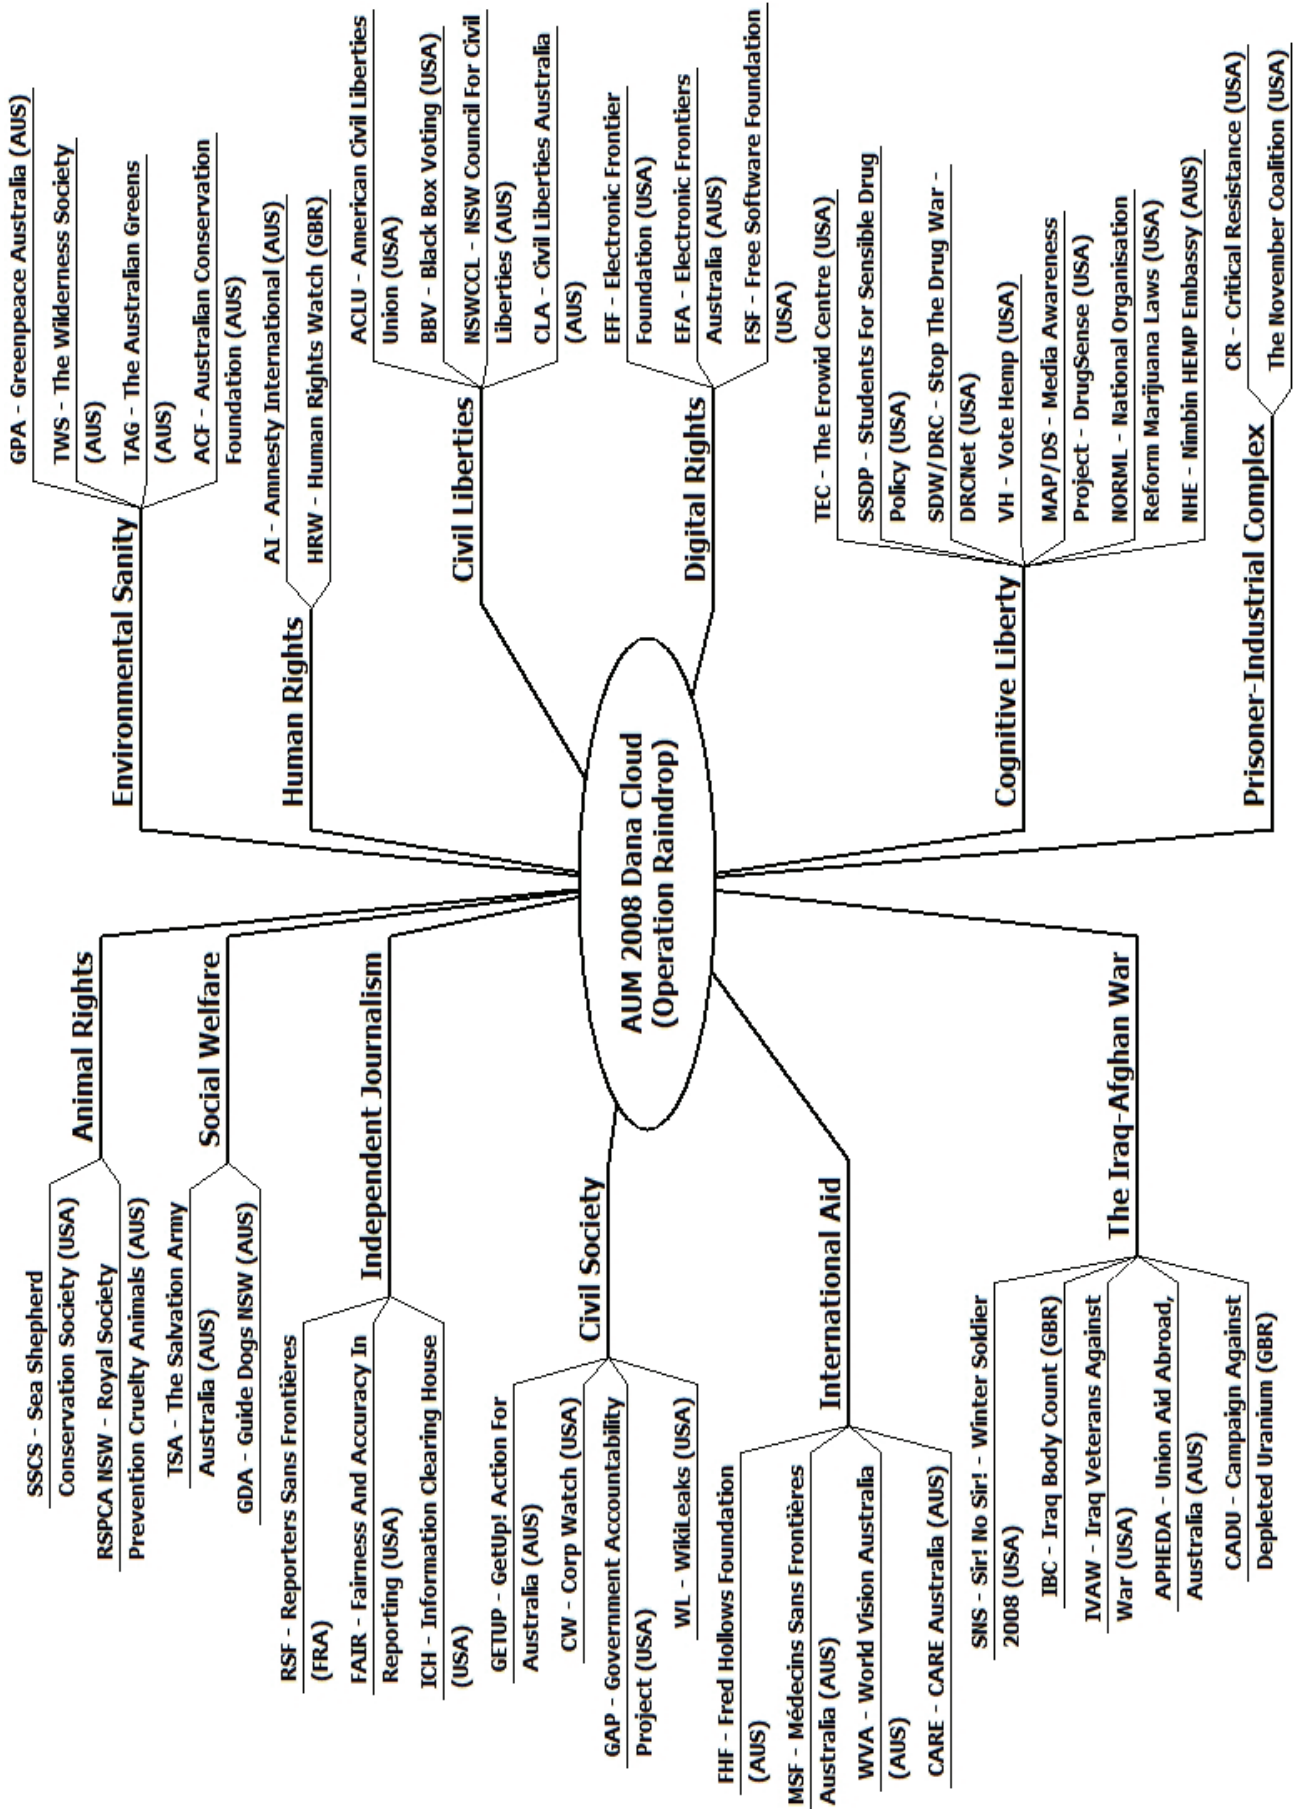 AUM 2008 Dana Cloud
(Operation Raindrop)
Animal Rights
SSCS - Sea Shepherd
Conservation Society (USA)
RSPCA NSW - Royal Society
Prevention Cruelty Animals (AUS)
Social Welfare
TSA - The Salvation Army
Australia (AUS)
GDA - Guide Dogs NSW (AUS)
Independent Journalism
RSF - Reporters Sans Frontières
(FRA)
FAIR - Fairness And Accuracy In
Reporting (USA)
ICH - Information Clearing House
(USA)
Civil Society
GETUP - GetUp! Action For
Australia (AUS)
CW - Corp Watch (USA)
GAP - Government Accountability
Project (USA)
WL - WikiLeaks (USA)
International Aid
FHF - Fred Hollows Foundation
(AUS)
MSF - Médecins Sans Frontières
Australia (AUS)
WVA - World Vision Australia
(AUS)
CARE - CARE Australia (AUS)
The Iraq-Afghan War
SNS - Sir! No Sir! - Winter Soldier
2008 (USA)
IBC - Iraq Body Count (GBR)
IVAW - Iraq Veterans Against
War (USA)
APHEDA - Union Aid Abroad,
Australia (AUS)
CADU - Campaign Against
Depleted Uranium (GBR)
Environmental Sanity
GPA - Greenpeace Australia (AUS)
TWS - The Wilderness Society
(AUS)
TAG - The Australian Greens
(AUS)
ACF - Australian Conservation
Foundation (AUS)
Human Rights
AI - Amnesty International (AUS)
HRW - Human Rights Watch (GBR)
Civil Liberties
ACLU - American Civil Liberties
Union (USA)
BBV - Black Box Voting (USA)
NSWCCL - NSW Council For Civil
Liberties (AUS)
CLA - Civil Liberties Australia
(AUS)
Digital Rights
EFF - Electronic Frontier
Foundation (USA)
EFA - Electronic Frontiers
Australia (AUS)
FSF - Free Software Foundation
(USA)
Cognitive Liberty
TEC - The Erowid Centre (USA)
SSDP - Students For Sensible Drug
Policy (USA)
SDW/DRC - Stop The Drug War -
DRCNet (USA)
VH - Vote Hemp (USA)
MAP/DS - Media Awareness
Project - DrugSense (USA)
NORML - National Organisation
Reform Marijuana Laws (USA)
NHE - Nimbin HEMP Embassy (AUS)
Prisoner-Industrial Complex
CR - Critical Resistance (USA)
The November Coalition (USA)